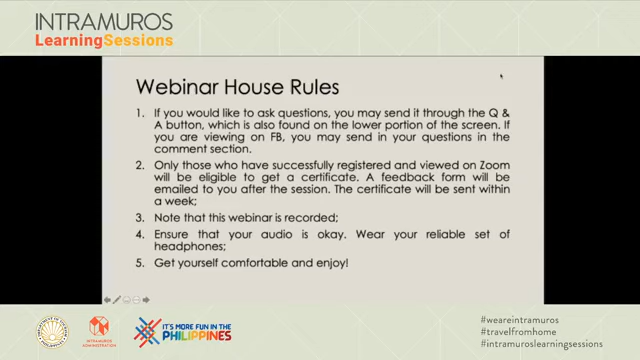 INTRAMUROS
LearningSessions
Webinar House Rules
1. If you would like to ask questions, you may send it through the Q &
A button, which is also found on the lower portion of the screen. If
you are viewing on FB, you may send in your questions in the
comment section.
2. Only those who have successfully registered and viewed on Zoom
will be eligible to get a certificate. A feedback form will be
emailed to you after the session. The certificate will be sent within
a week;
3. Note that this webinar is recorded;
4. Ensure that your audio is okay. Wear your reliable set of
headphones;
5. Get yourself comfortable and enjoy!
INTRAMUROS
ADMINISTRATION
IT'S MORE FUN IN THE
PHILIPPINES
#weareintramuros
#travelfromhome
#intramuroslearningsessions